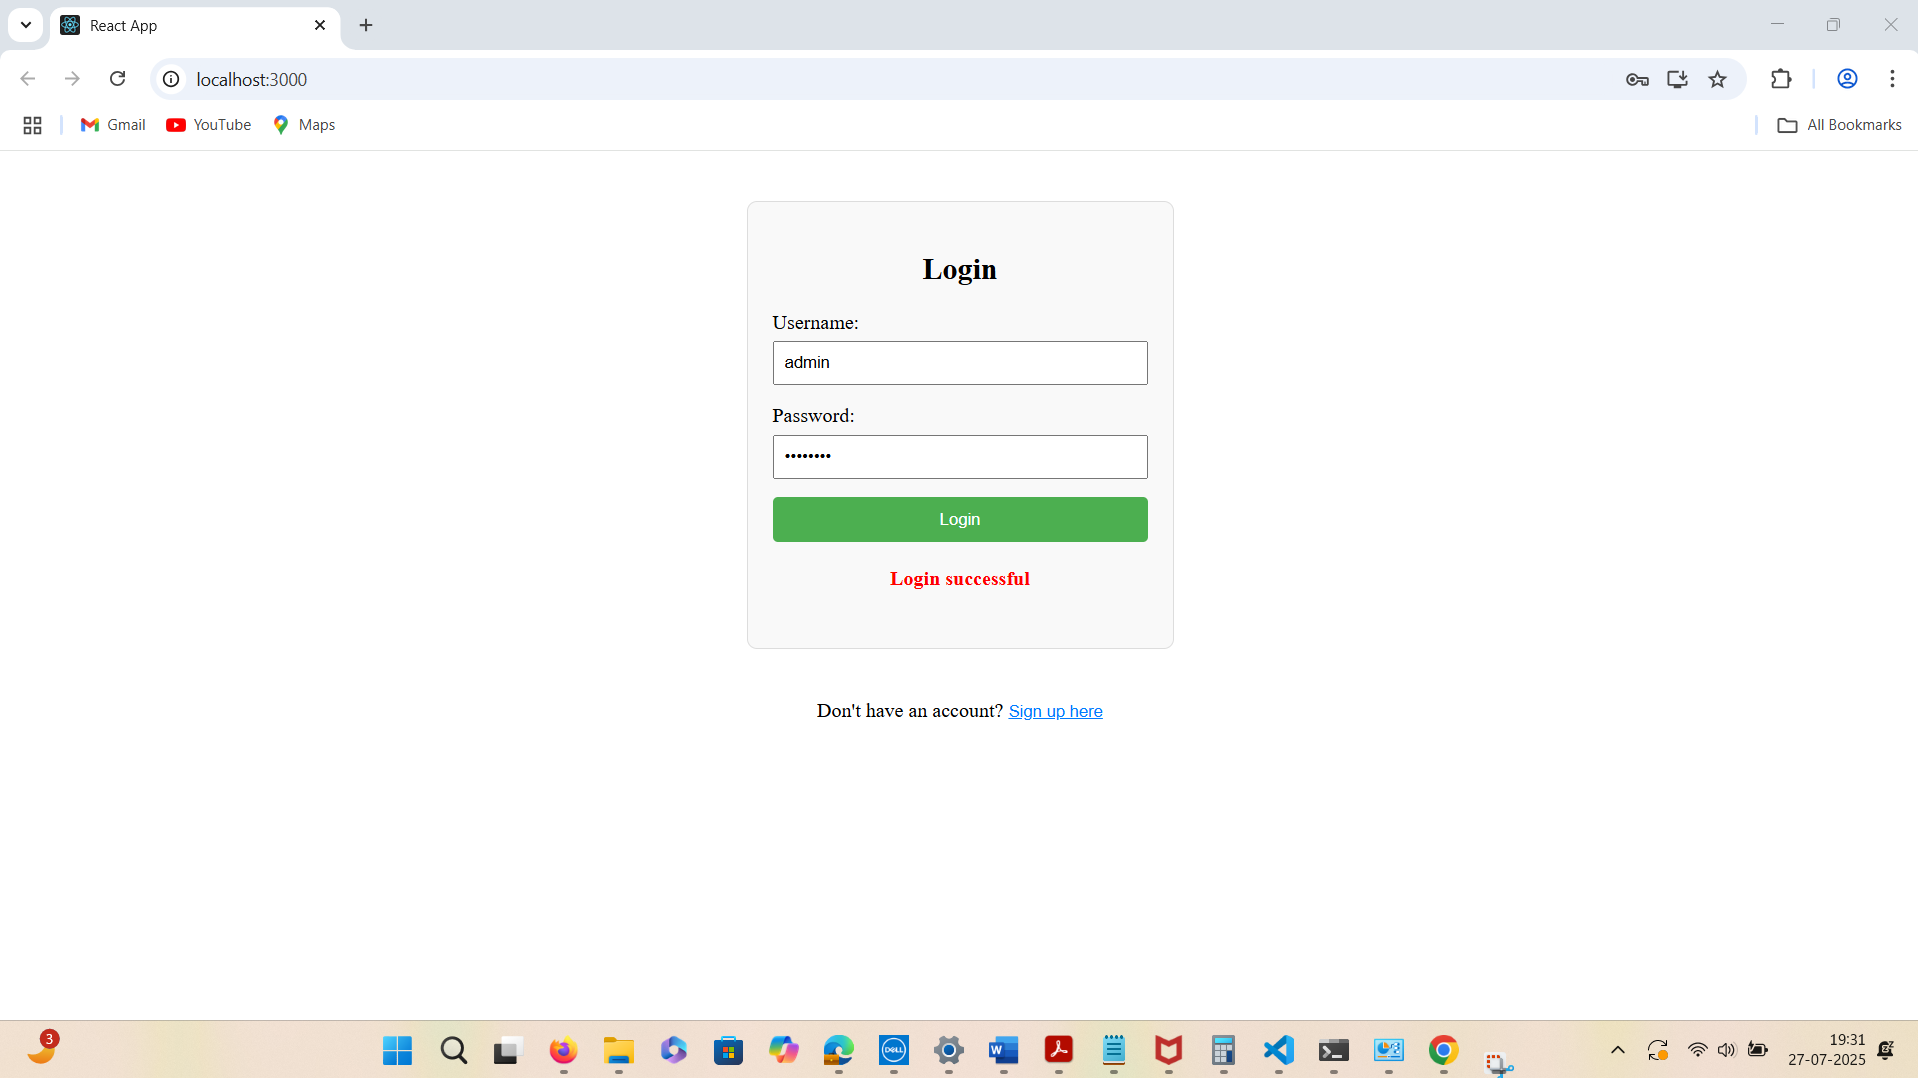 React App
localhost:3000
Gmail YouTube Maps All Bookmarks
Login
Username:
admin
Password:
••••••••
Login
Login successful
Don't have an account? Sign up here
3
DELL
W
19:31
27-07-2025